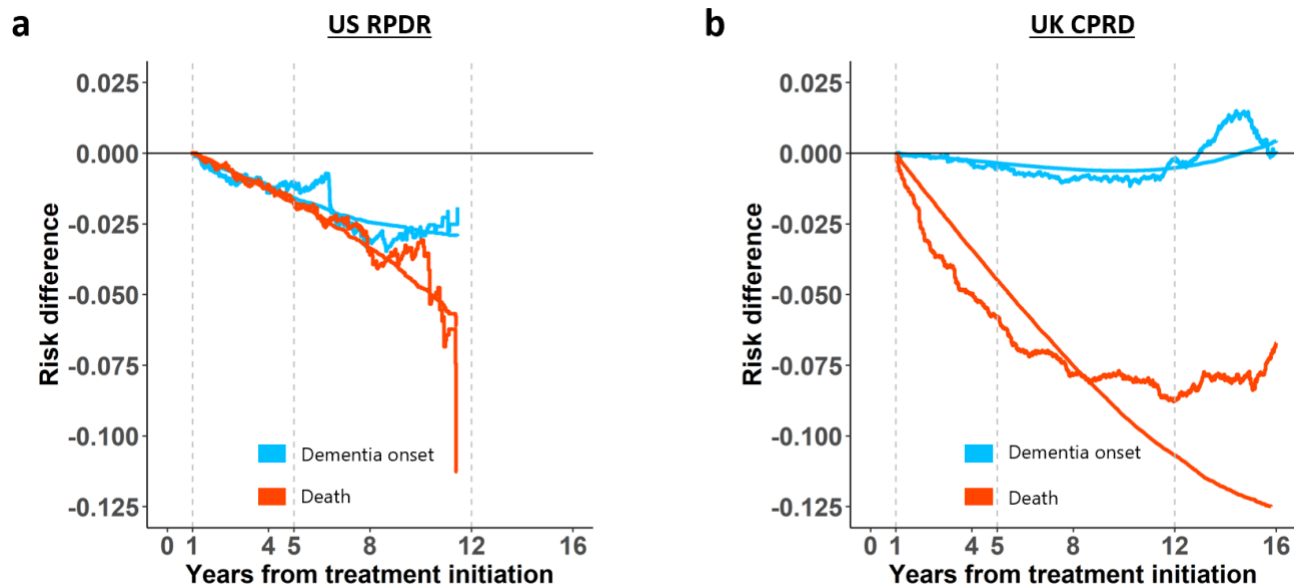 a
US RPDR
0.025
0.000
-0.025
-0.050
-0.075
-0.100
-0.125
Risk difference
Dementia onset
Death
0 1 4 5 8 12 16
Years from treatment initiation
b
UK CPRD
0.025
0.000
-0.025
-0.050
-0.075
-0.100
-0.125
Risk difference
Dementia onset
Death
0 1 4 5 8 12 16
Years from treatment initiation